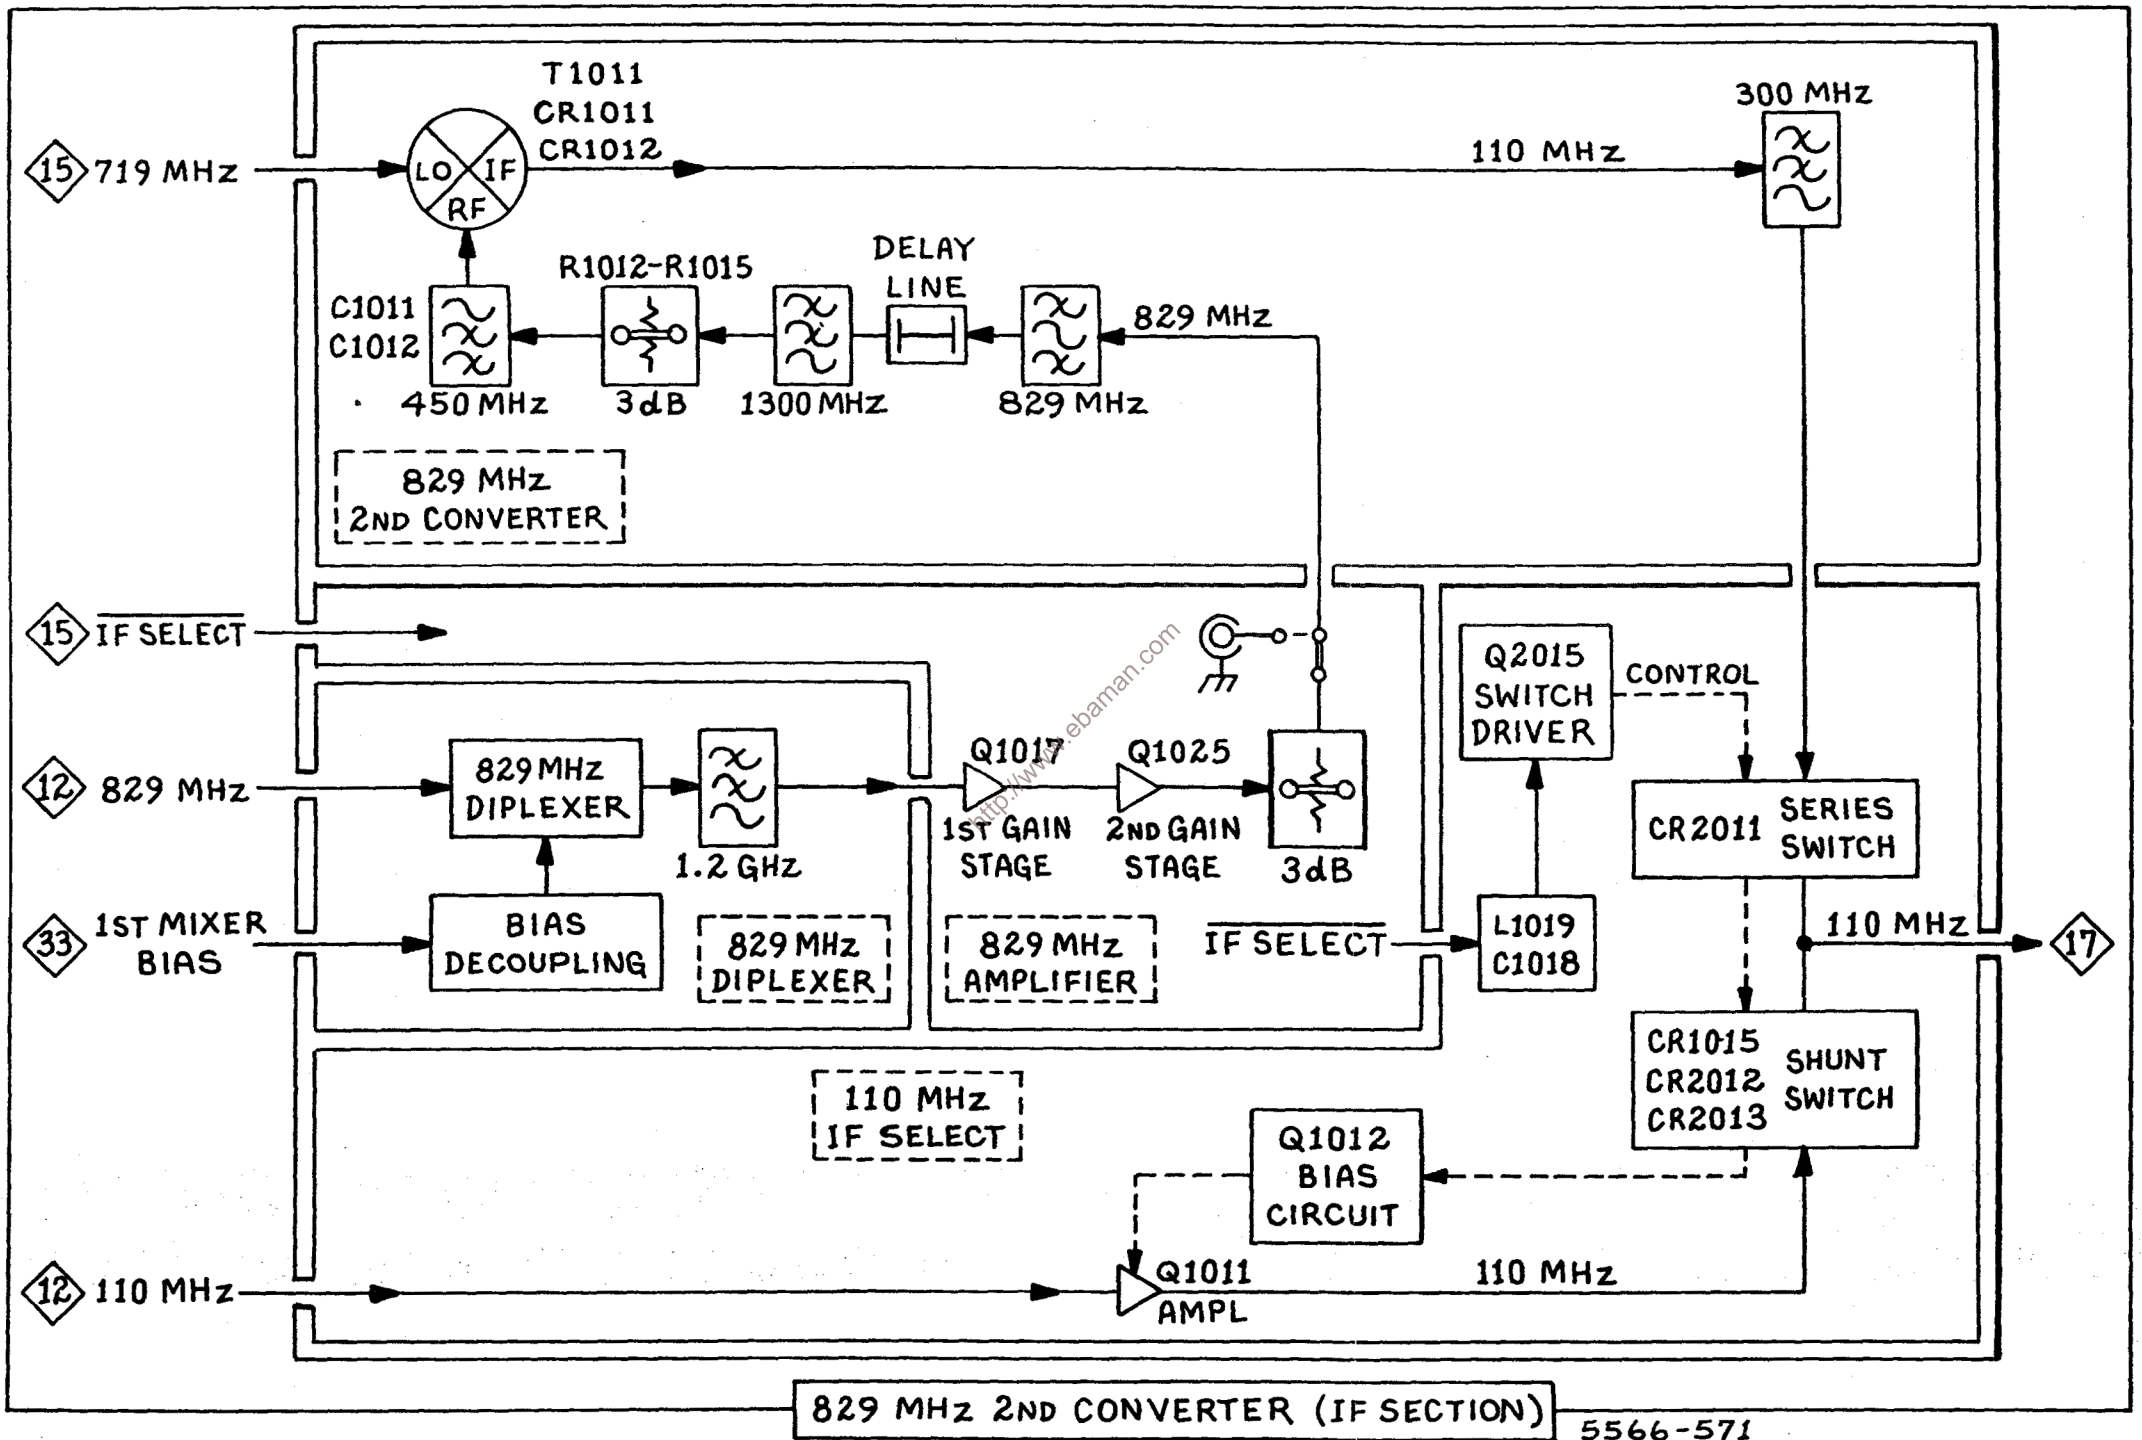 T1011
CR1011
CR1012
300 MHz
15 719 MHz
LO IF
RF
110 MHz
DELAY
LINE
R1012-R1015
C1011
C1012
829 MHz
450 MHz
3dB
1300 MHz
829 MHz
829 MHz
2ND CONVERTER
15 IF SELECT
Q2015
SWITCH
DRIVER
CONTROL
12 829 MHz
829 MHz
DIPLEXER
1.2 GHz
Q1017
1ST GAIN
STAGE
Q1025
2ND GAIN
STAGE
3dB
CR2011
SERIES
SWITCH
33 1ST MIXER
BIAS
BIAS
DECOUPLING
829 MHz
DIPLEXER
829 MHz
AMPLIFIER
IF SELECT
L1019
C1018
110 MHz 17
CR1015
CR2012
CR2013
SHUNT
SWITCH
110 MHz
IF SELECT
Q1012
BIAS
CIRCUIT
12 110 MHz
Q1011
AMPL
110 MHz
829 MHz 2ND CONVERTER (IF SECTION)
5566-571
http://www.ebaman.com